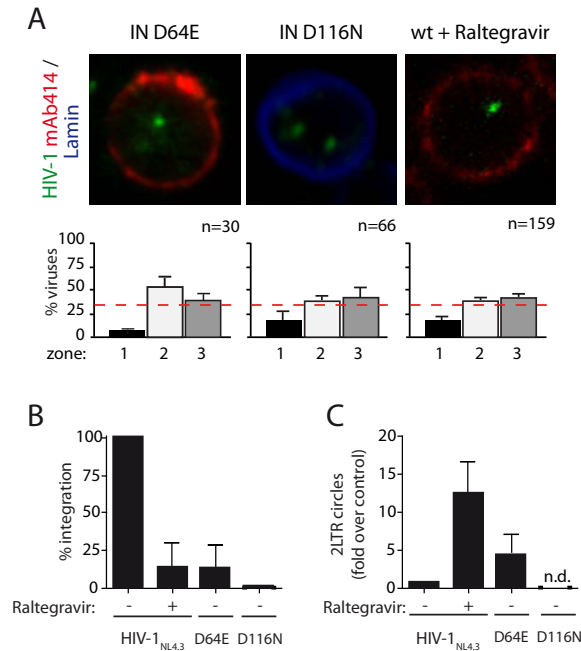 A
IN D64E
IN D116N
wt + Raltegravir
HIV-1 mAb414 /
Lamin
n=30
n=66
n=159
% viruses
100
75
50
25
0
zone: 1 2 3 1 2 3 1 2 3
B
% integration
100
75
50
25
0
Raltegravir: - + - -
HIV-1NL4.3 D64E D116N
C
2LTR circles
(fold over control)
20
15
10
5
0
n.d.
- + - -
HIV-1NL4.3 D64E D116N